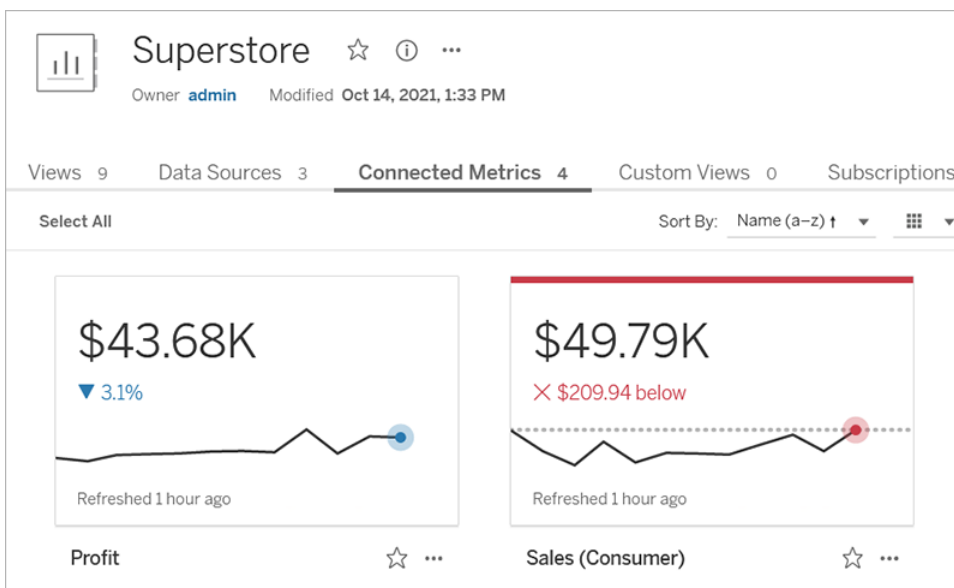 Superstore
Owner admin Modified Oct 14, 2021, 1:33 PM
Views 9 Data Sources 3 Connected Metrics 4 Custom Views 0 Subscriptions
Select All Sort By: Name (a–z) ↑
$43.68K
▼ 3.1%
Refreshed 1 hour ago
Profit
$49.79K
$209.94 below
Refreshed 1 hour ago
Sales (Consumer)